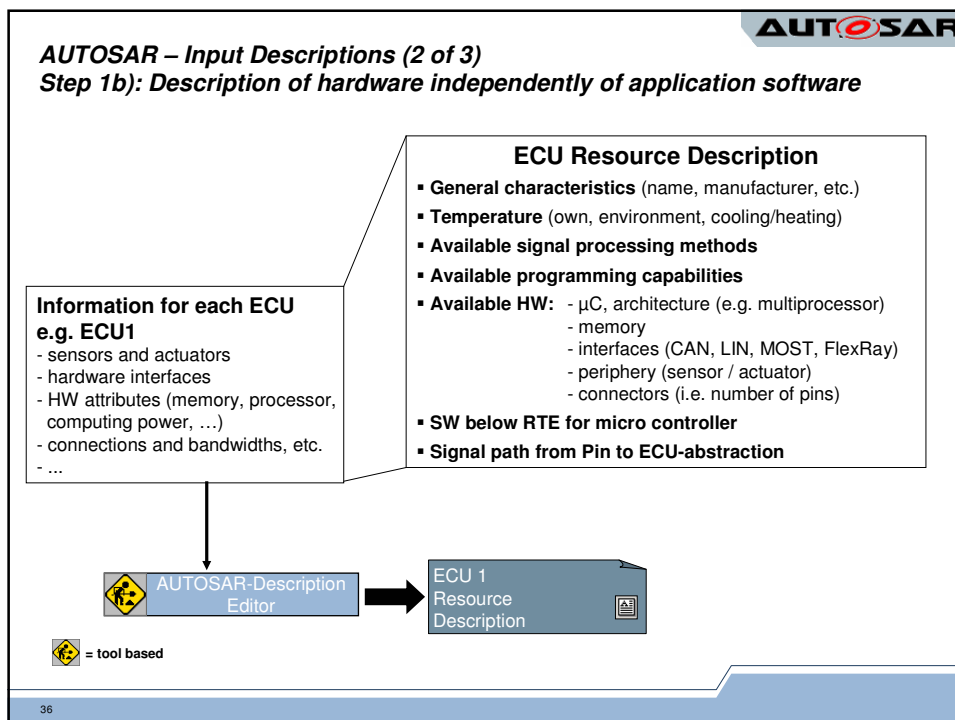 AUTOSAR
AUTOSAR – Input Descriptions (2 of 3)
Step 1b): Description of hardware independently of application software
ECU Resource Description
▪ General characteristics (name, manufacturer, etc.)
▪ Temperature (own, environment, cooling/heating)
▪ Available signal processing methods
▪ Available programming capabilities
▪ Available HW: - µC, architecture (e.g. multiprocessor)
- memory
- interfaces (CAN, LIN, MOST, FlexRay)
- periphery (sensor / actuator)
- connectors (i.e. number of pins)
▪ SW below RTE for micro controller
▪ Signal path from Pin to ECU-abstraction
Information for each ECU
e.g. ECU1
- sensors and actuators
- hardware interfaces
- HW attributes (memory, processor,
computing power, …)
- connections and bandwidths, etc.
- ...
AUTOSAR-Description
Editor
ECU 1
Resource
Description
= tool based
36